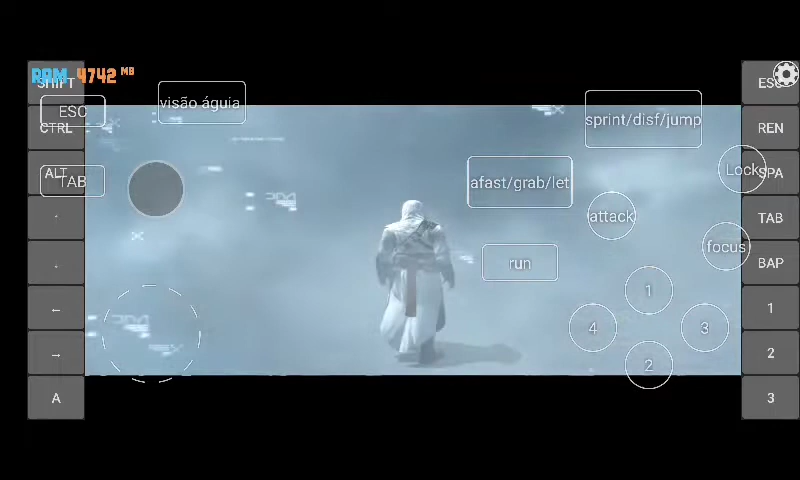 RAM 4742 MB
SHIFT
ESC
ESC
visão águia
sprint/disf/jump
CTRL
REN
ALT
TAB
afast/grab/let
Lock
SPA
attack
TAB
focus
run
BAP
1
←
4
3
1
→
2
2
A
3